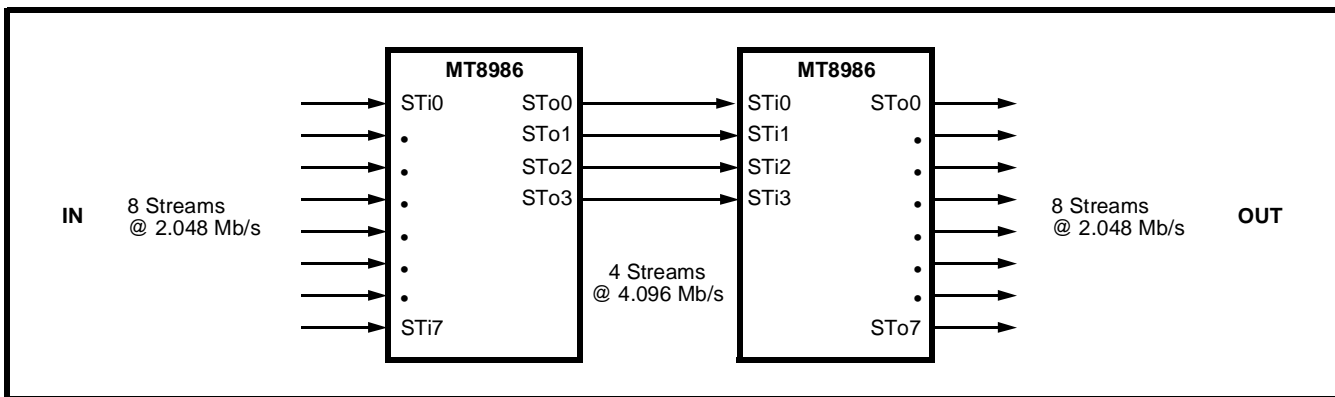 MT8986
MT8986
STi0 STo0 STi0 STo0
STo1 STi1
STo2 STi2
STo3 STi3
IN
8 Streams
@ 2.048 Mb/s
4 Streams
@ 4.096 Mb/s
8 Streams
@ 2.048 Mb/s
OUT
STi7
STo7